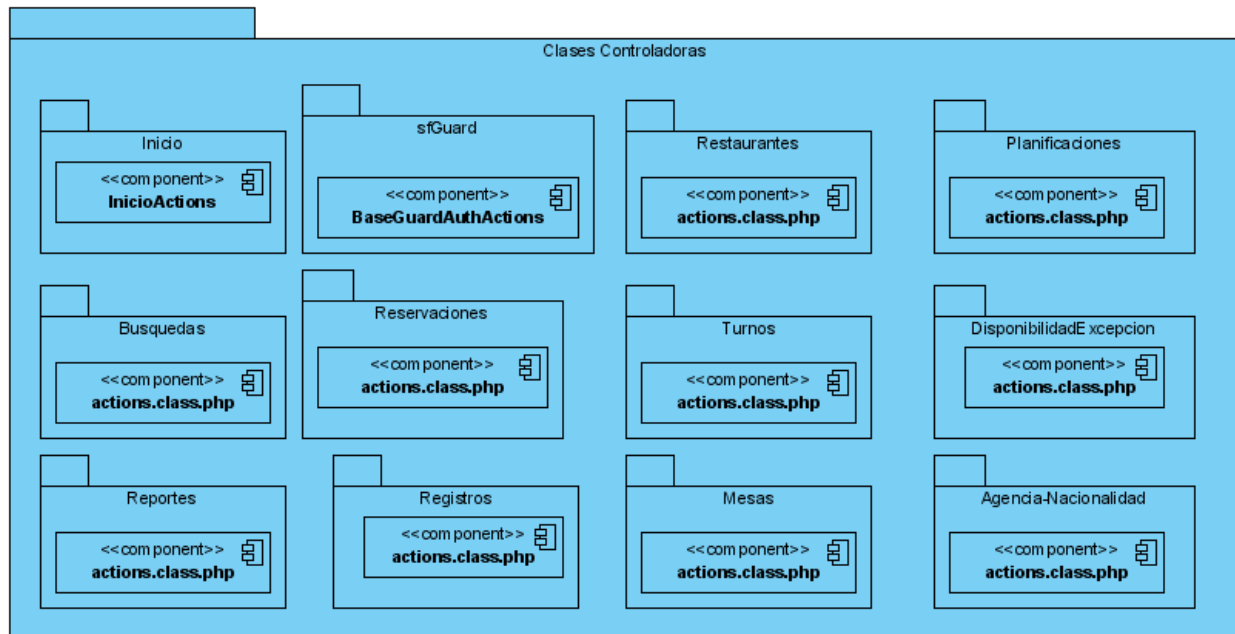 Clases Controladoras
Inicio
<<component>>
InicioActions
sfGuard
<<component>>
BaseGuardAuthActions
Restaurantes
<<component>>
actions.class.php
Planificaciones
<<component>>
actions.class.php
Busquedas
<<component>>
actions.class.php
Reservaciones
<<component>>
actions.class.php
Turnos
<<component>>
actions.class.php
DisponibilidadExcepcion
<<component>>
actions.class.php
Reportes
<<component>>
actions.class.php
Registros
<<component>>
actions.class.php
Mesas
<<component>>
actions.class.php
Agencia-Nacionalidad
<<component>>
actions.class.php